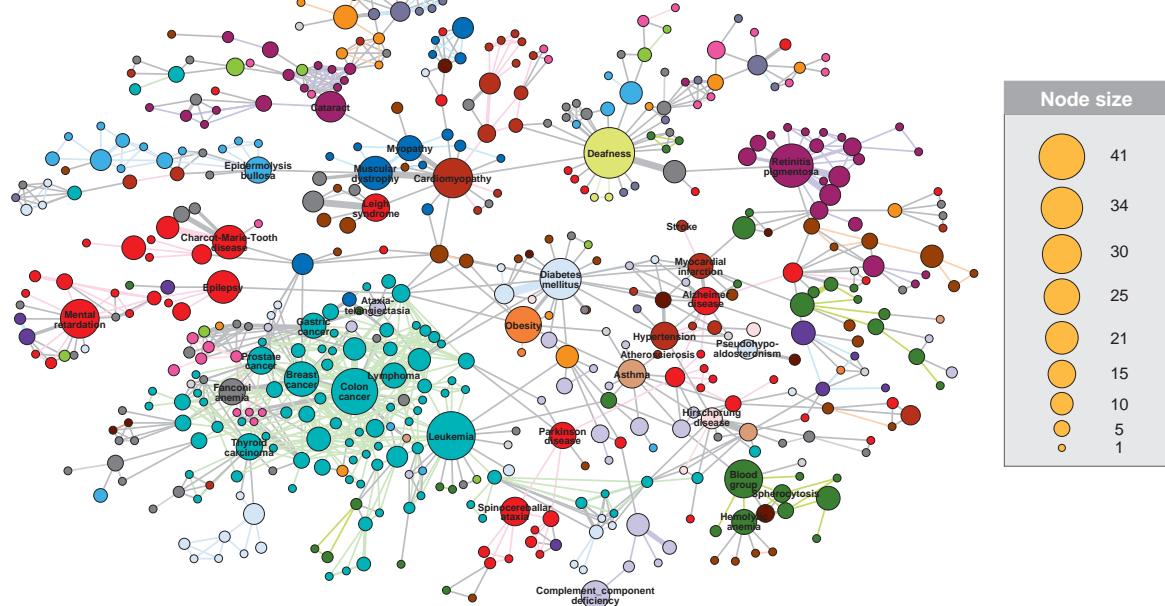 Node size
41
34
30
25
21
15
10
5
1
Cataract
Myopathy
Deafness
Epidermolysis
bullosa
Muscular
dystrophy
Cardiomyopathy
Retinitis
pigmentosa
Leigh
syndrome
Charcot-Marie-Tooth
disease
Stroke
Myocardial
infarction
Diabetes
mellitus
Epilepsy
Alzheimer
disease
Mental
retardation
Ataxia-
telangiectasia
Gastric
cancer
Obesity
Hypertension
Pseudohypo-
aldosteronism
Prostate
cancer
Atherosclerosis
Breast
cancer
Lymphoma
Asthma
Fanconi
anemia
Colon
cancer
Hirschprung
disease
Thyroid
carcinoma
Leukemia
Parkinson
disease
Blood
group
Spherocytosis
Spinocereballar
ataxia
Hemolytic
anemia
Complement_component
deficiency